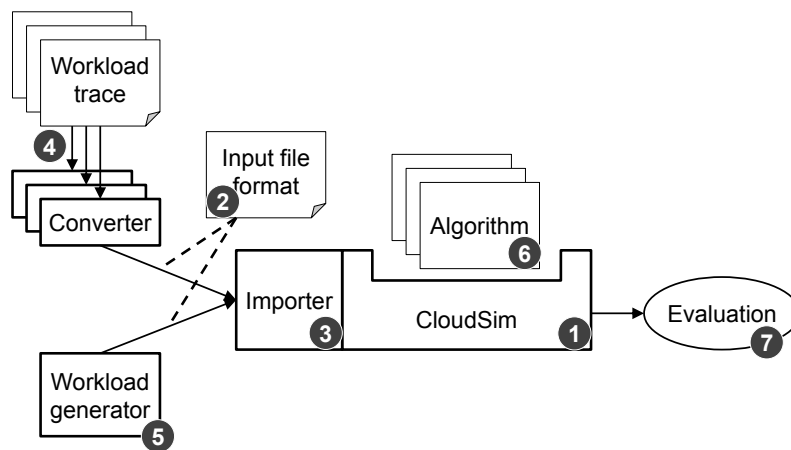 Workload
trace
4
Converter
Input file
format
2
Algorithm
6
Importer
3
CloudSim
1
Evaluation
7
Workload
generator
5